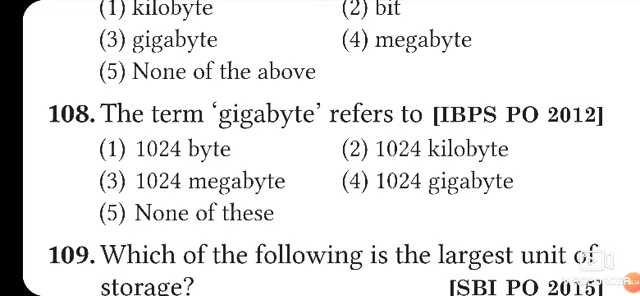 (1) kilobyte (2) bit
(3) gigabyte (4) megabyte
(5) None of the above
108. The term ‘gigabyte’ refers to [IBPS PO 2012]
(1) 1024 byte (2) 1024 kilobyte
(3) 1024 megabyte (4) 1024 gigabyte
(5) None of these
109. Which of the following is the largest unit of
storage? [SBI PO 2015]